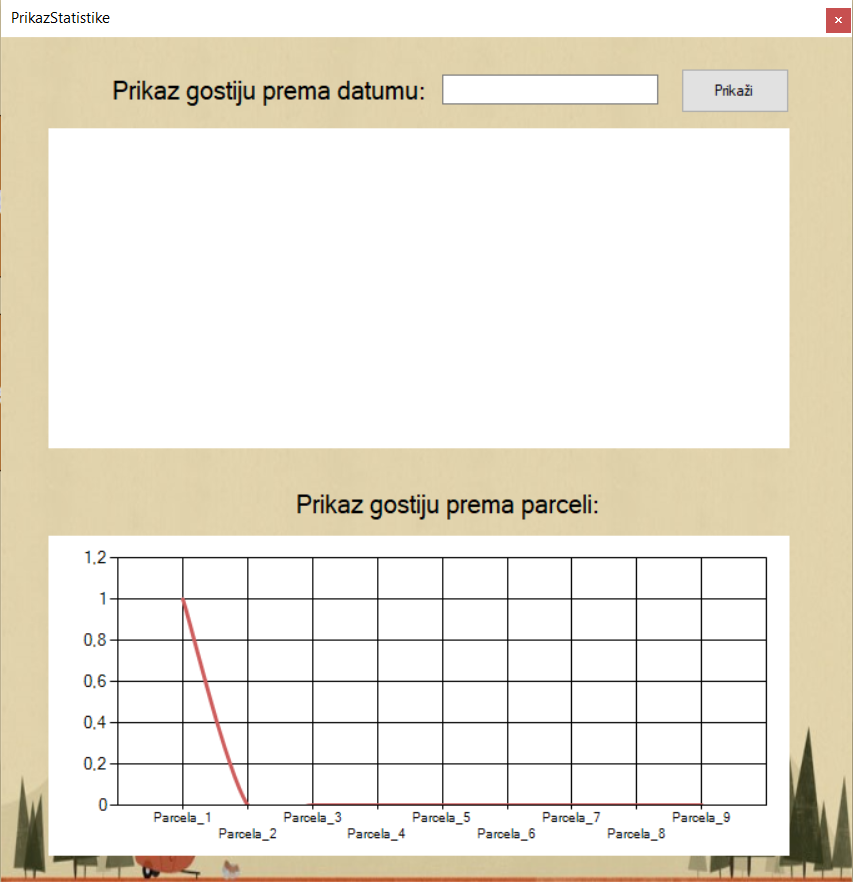 PrikazStatistike
Prikaz gostiju prema datumu:
Prikaži
Prikaz gostiju prema parceli:
1,2
1
0,8
0,6
0,4
0,2
0
Parcela_1
Parcela_2
Parcela_3
Parcela_4
Parcela_5
Parcela_6
Parcela_7
Parcela_8
Parcela_9